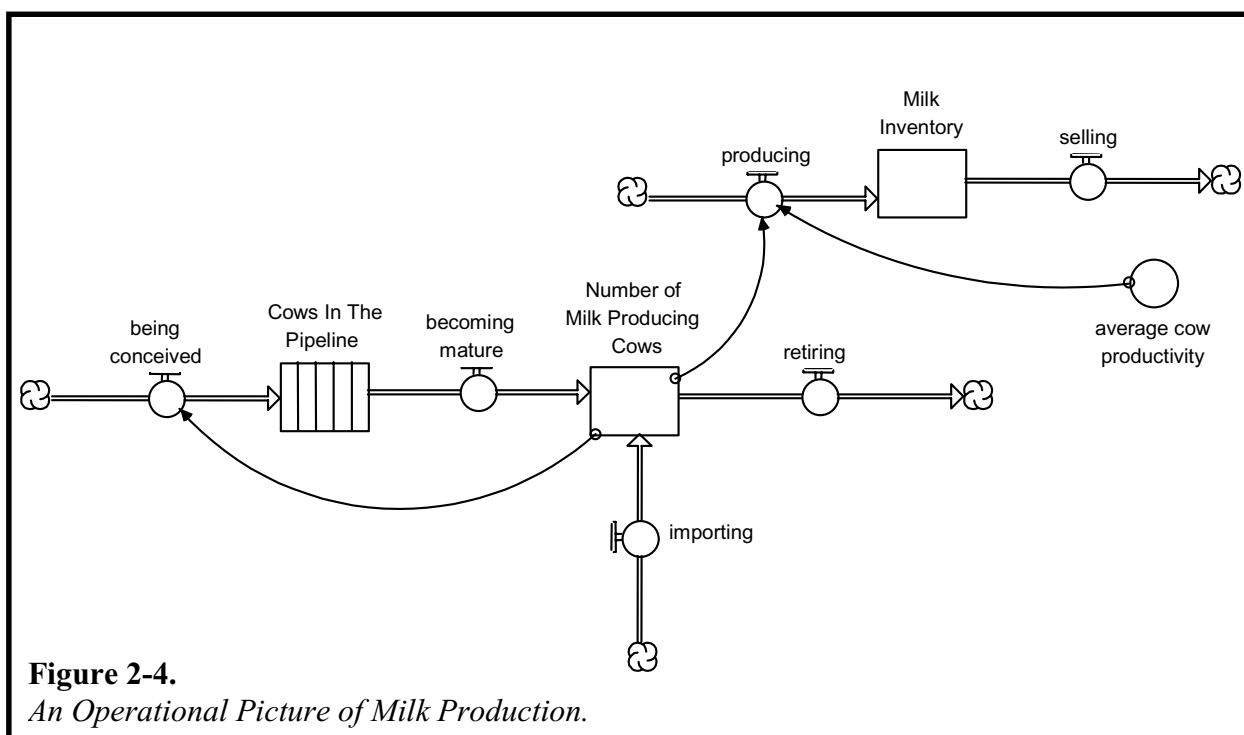 Milk
Inventory
selling
producing
Number of
Milk Producing
Cows
Cows In The
Pipeline
becoming
mature
being
conceived
retiring
average cow
productivity
importing
Figure 2-4.
An Operational Picture of Milk Production.